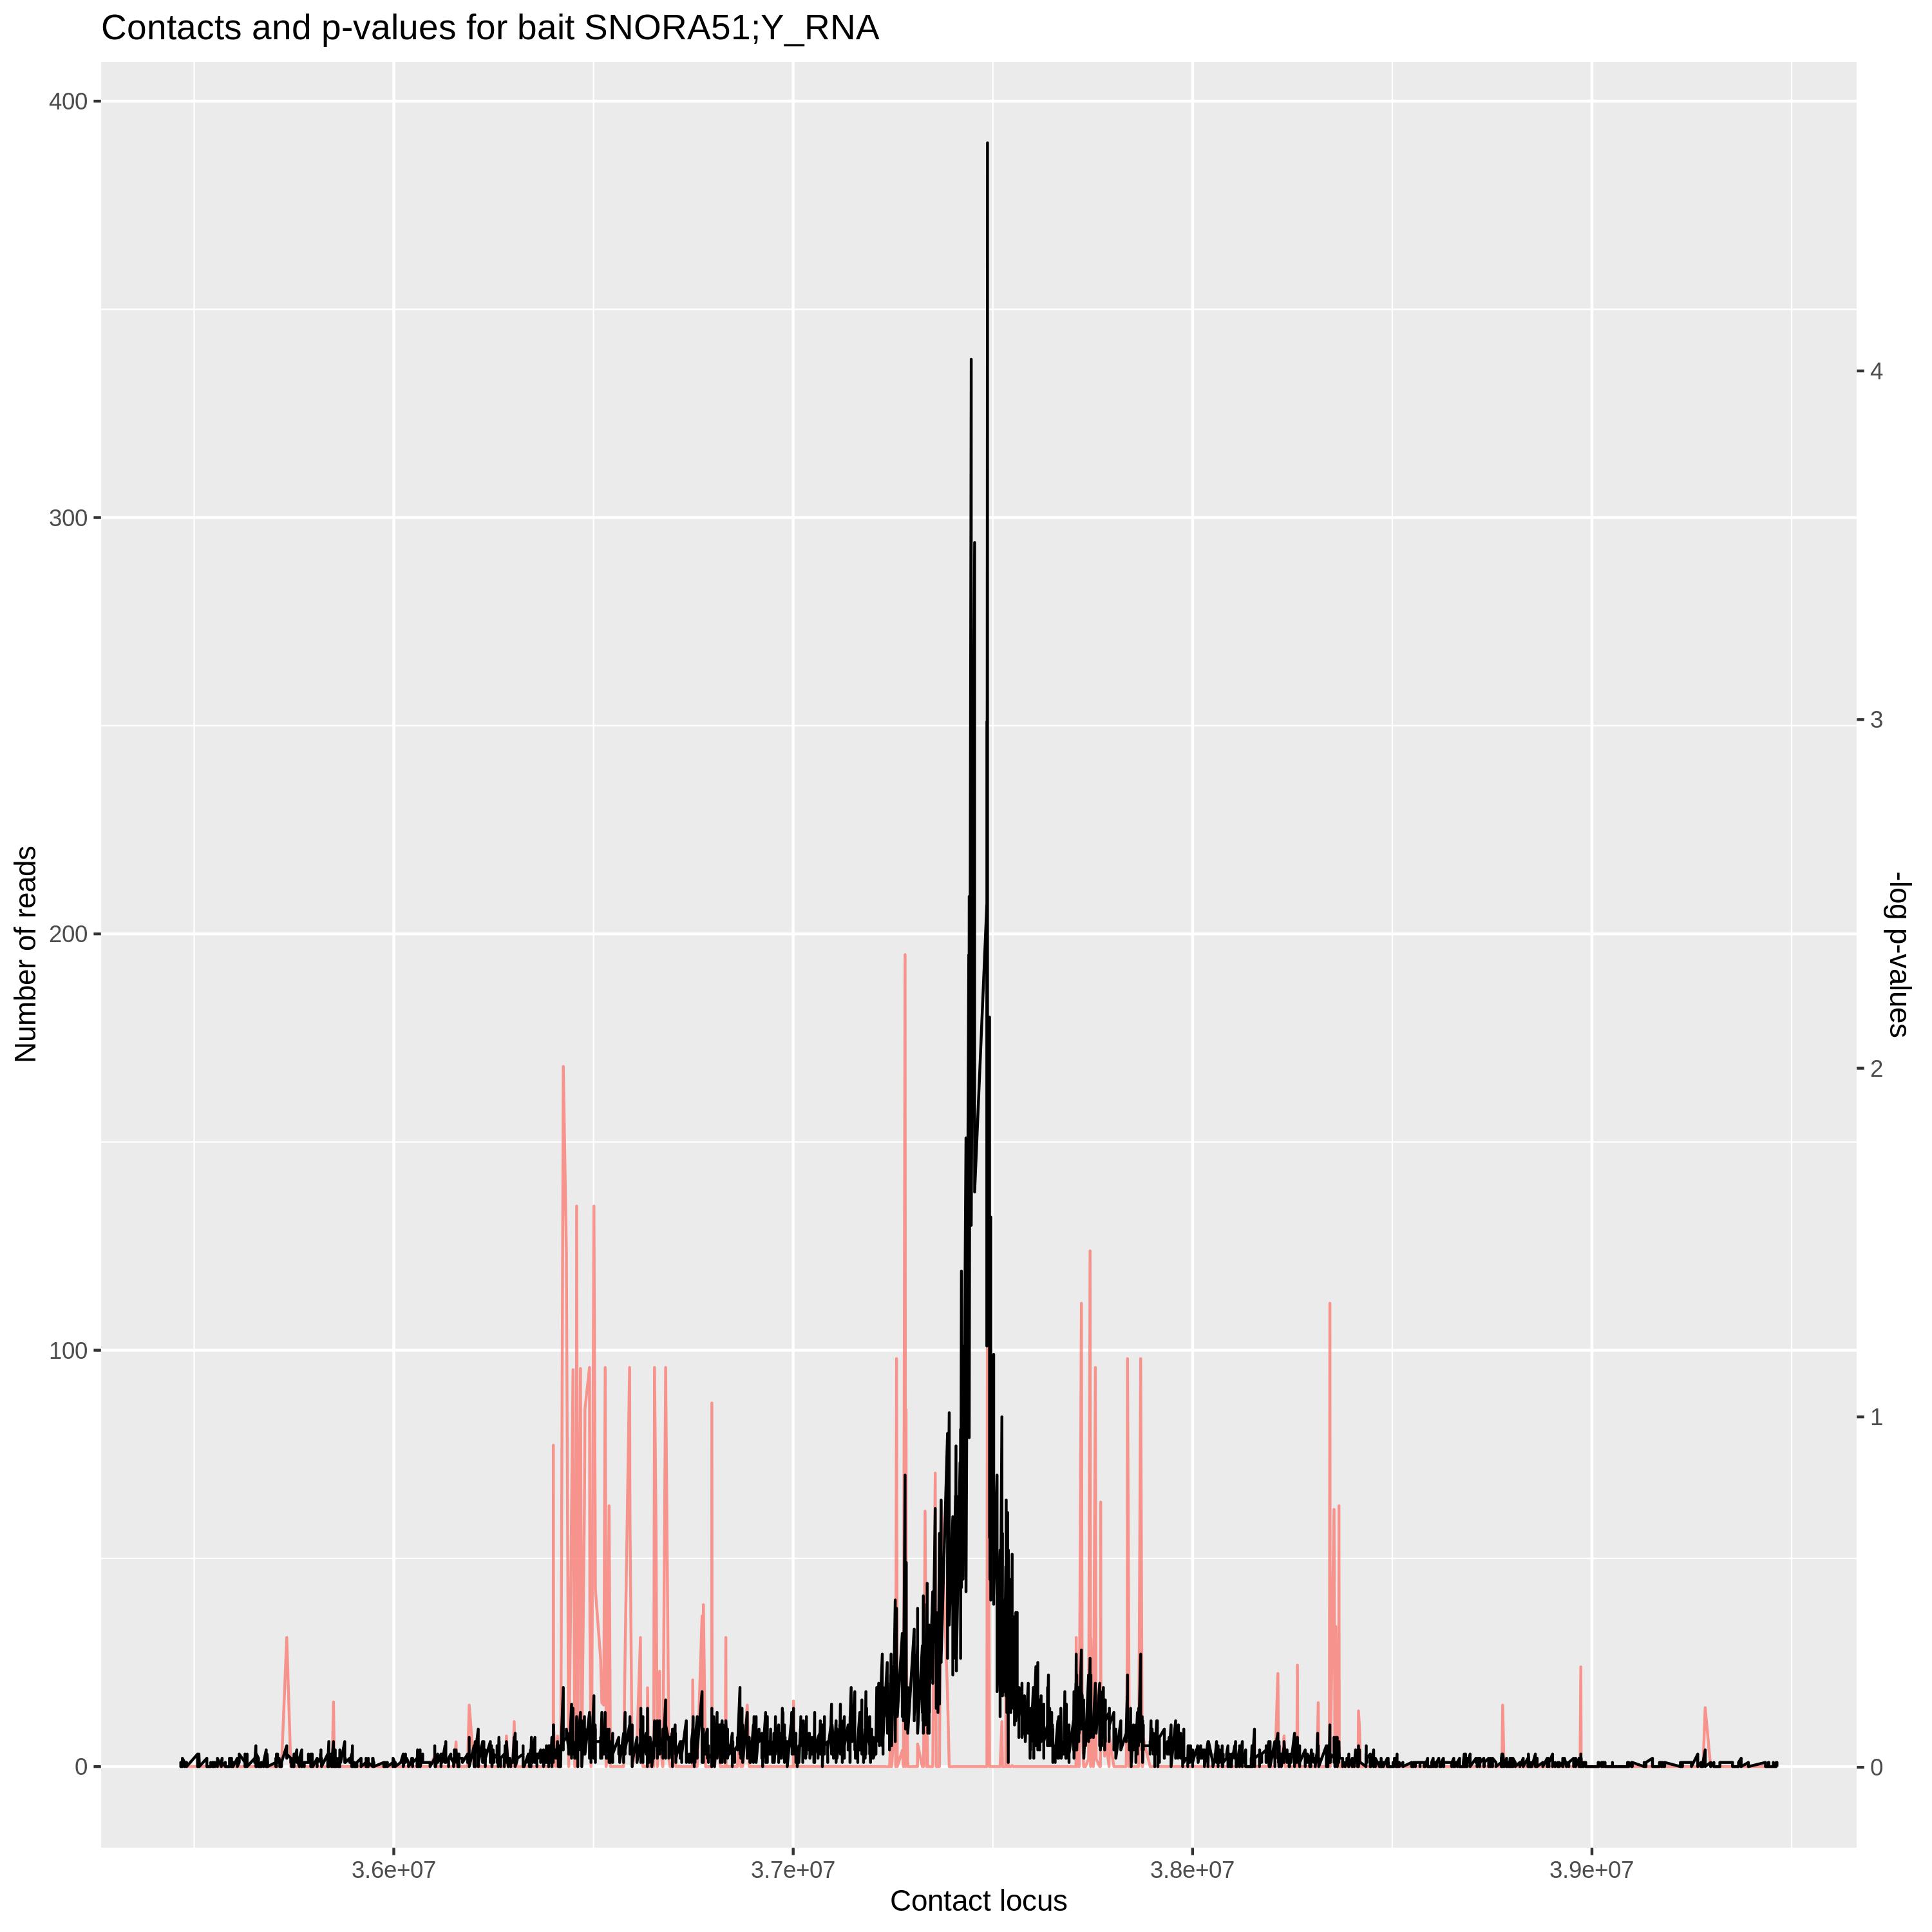 Contacts and p-values for bait SNORA51;Y_RNA
400
300
200
100
0
Number of reads
4
3
2
1
0
-log p-values
3.6e+07
3.7e+07
3.8e+07
3.9e+07
Contact locus